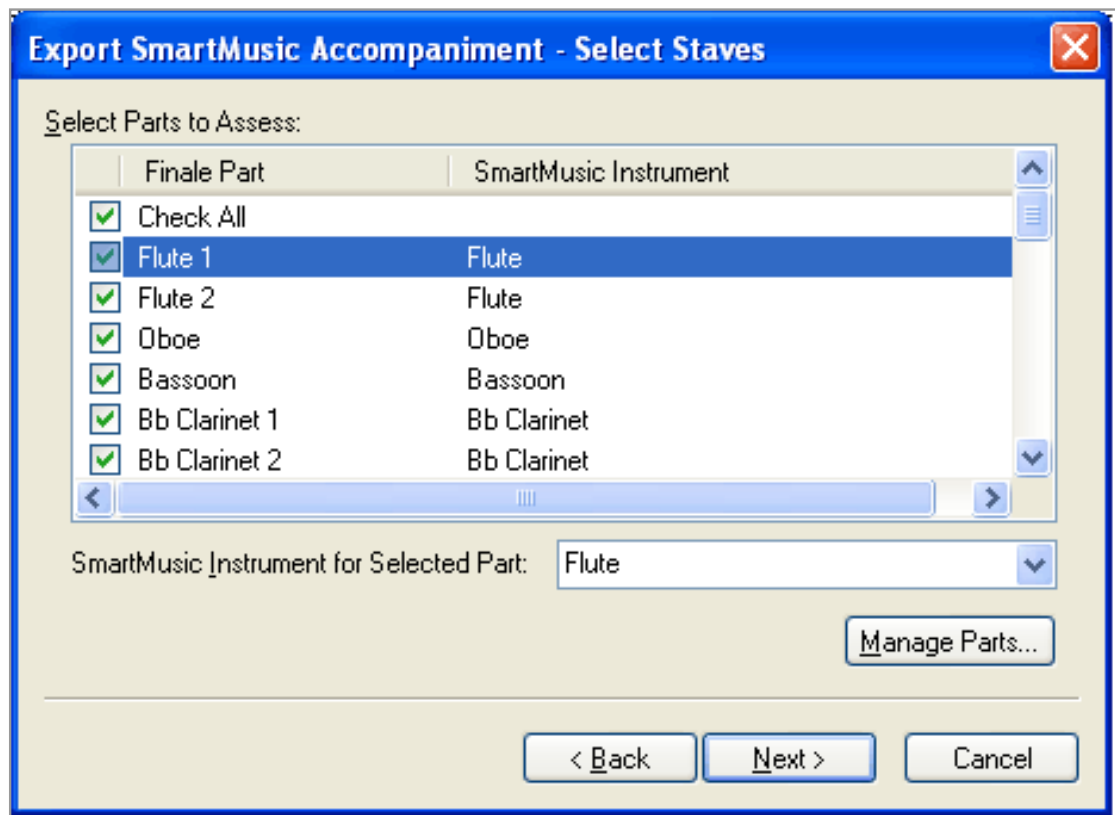 Export SmartMusic Accompaniment - Select Staves
Select Parts to Assess:
Finale Part SmartMusic Instrument
Check All
Flute 1 Flute
Flute 2 Flute
Oboe Oboe
Bassoon Bassoon
Bb Clarinet 1 Bb Clarinet
Bb Clarinet 2 Bb Clarinet
SmartMusic Instrument for Selected Part: Flute
Manage Parts...
< Back Next > Cancel